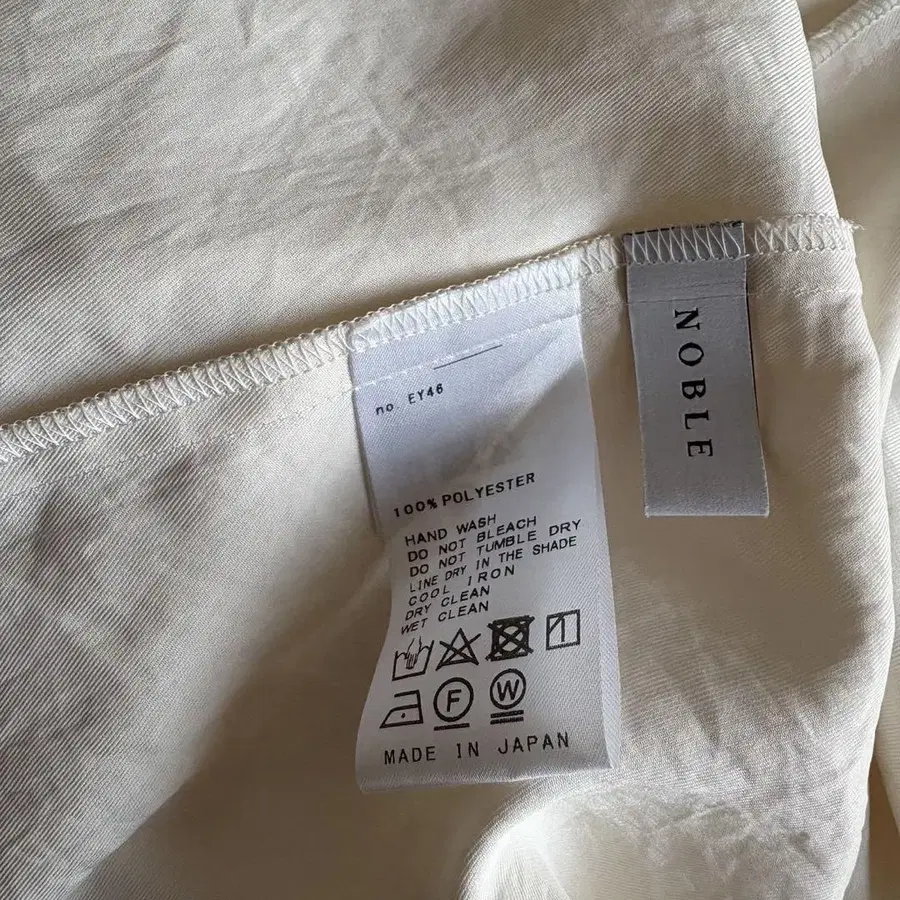 no. EY46
100% POLYESTER
HAND WASH
DO NOT BLEACH
DO NOT TUMBLE DRY
LINE DRY IN THE SHADE
COOL IRON
DRY CLEAN
WET CLEAN
F W
MADE IN JAPAN
NOBLE